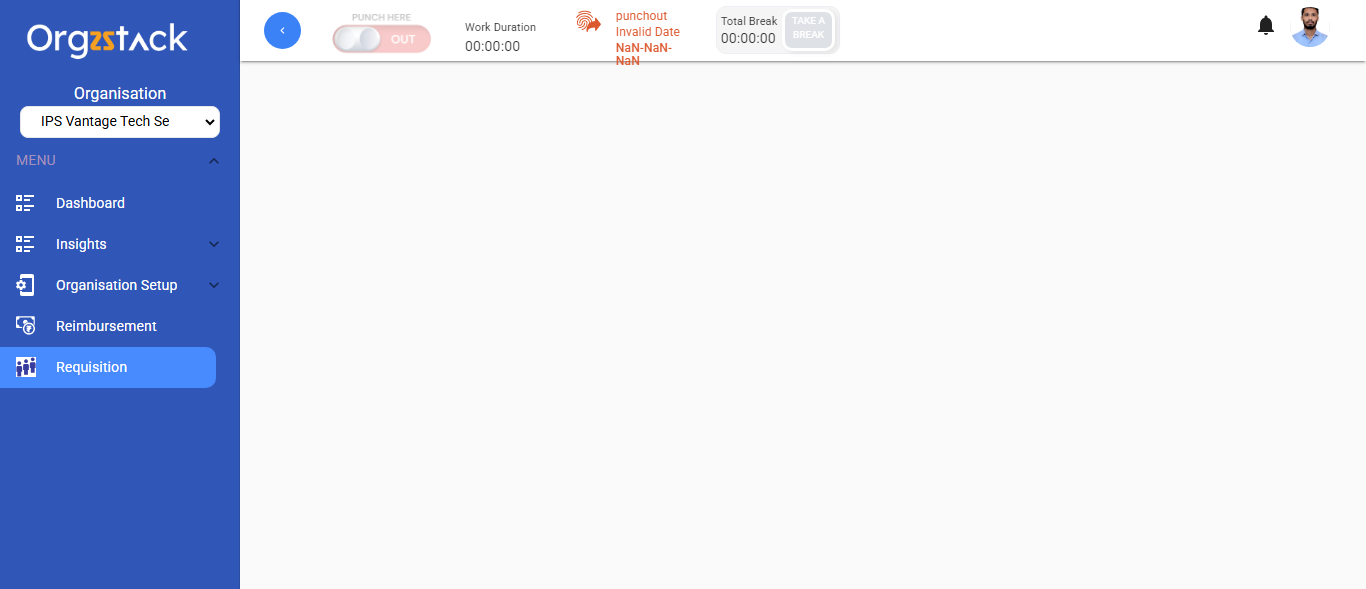 Orgzstack
Organisation
IPS Vantage Tech Se
MENU
Dashboard
Insights
Organisation Setup
Reimbursement
Requisition
PUNCH HERE
OUT
Work Duration
00:00:00
punchout
Invalid Date
NaN-NaN-
NaN
Total Break
00:00:00
TAKE A
BREAK